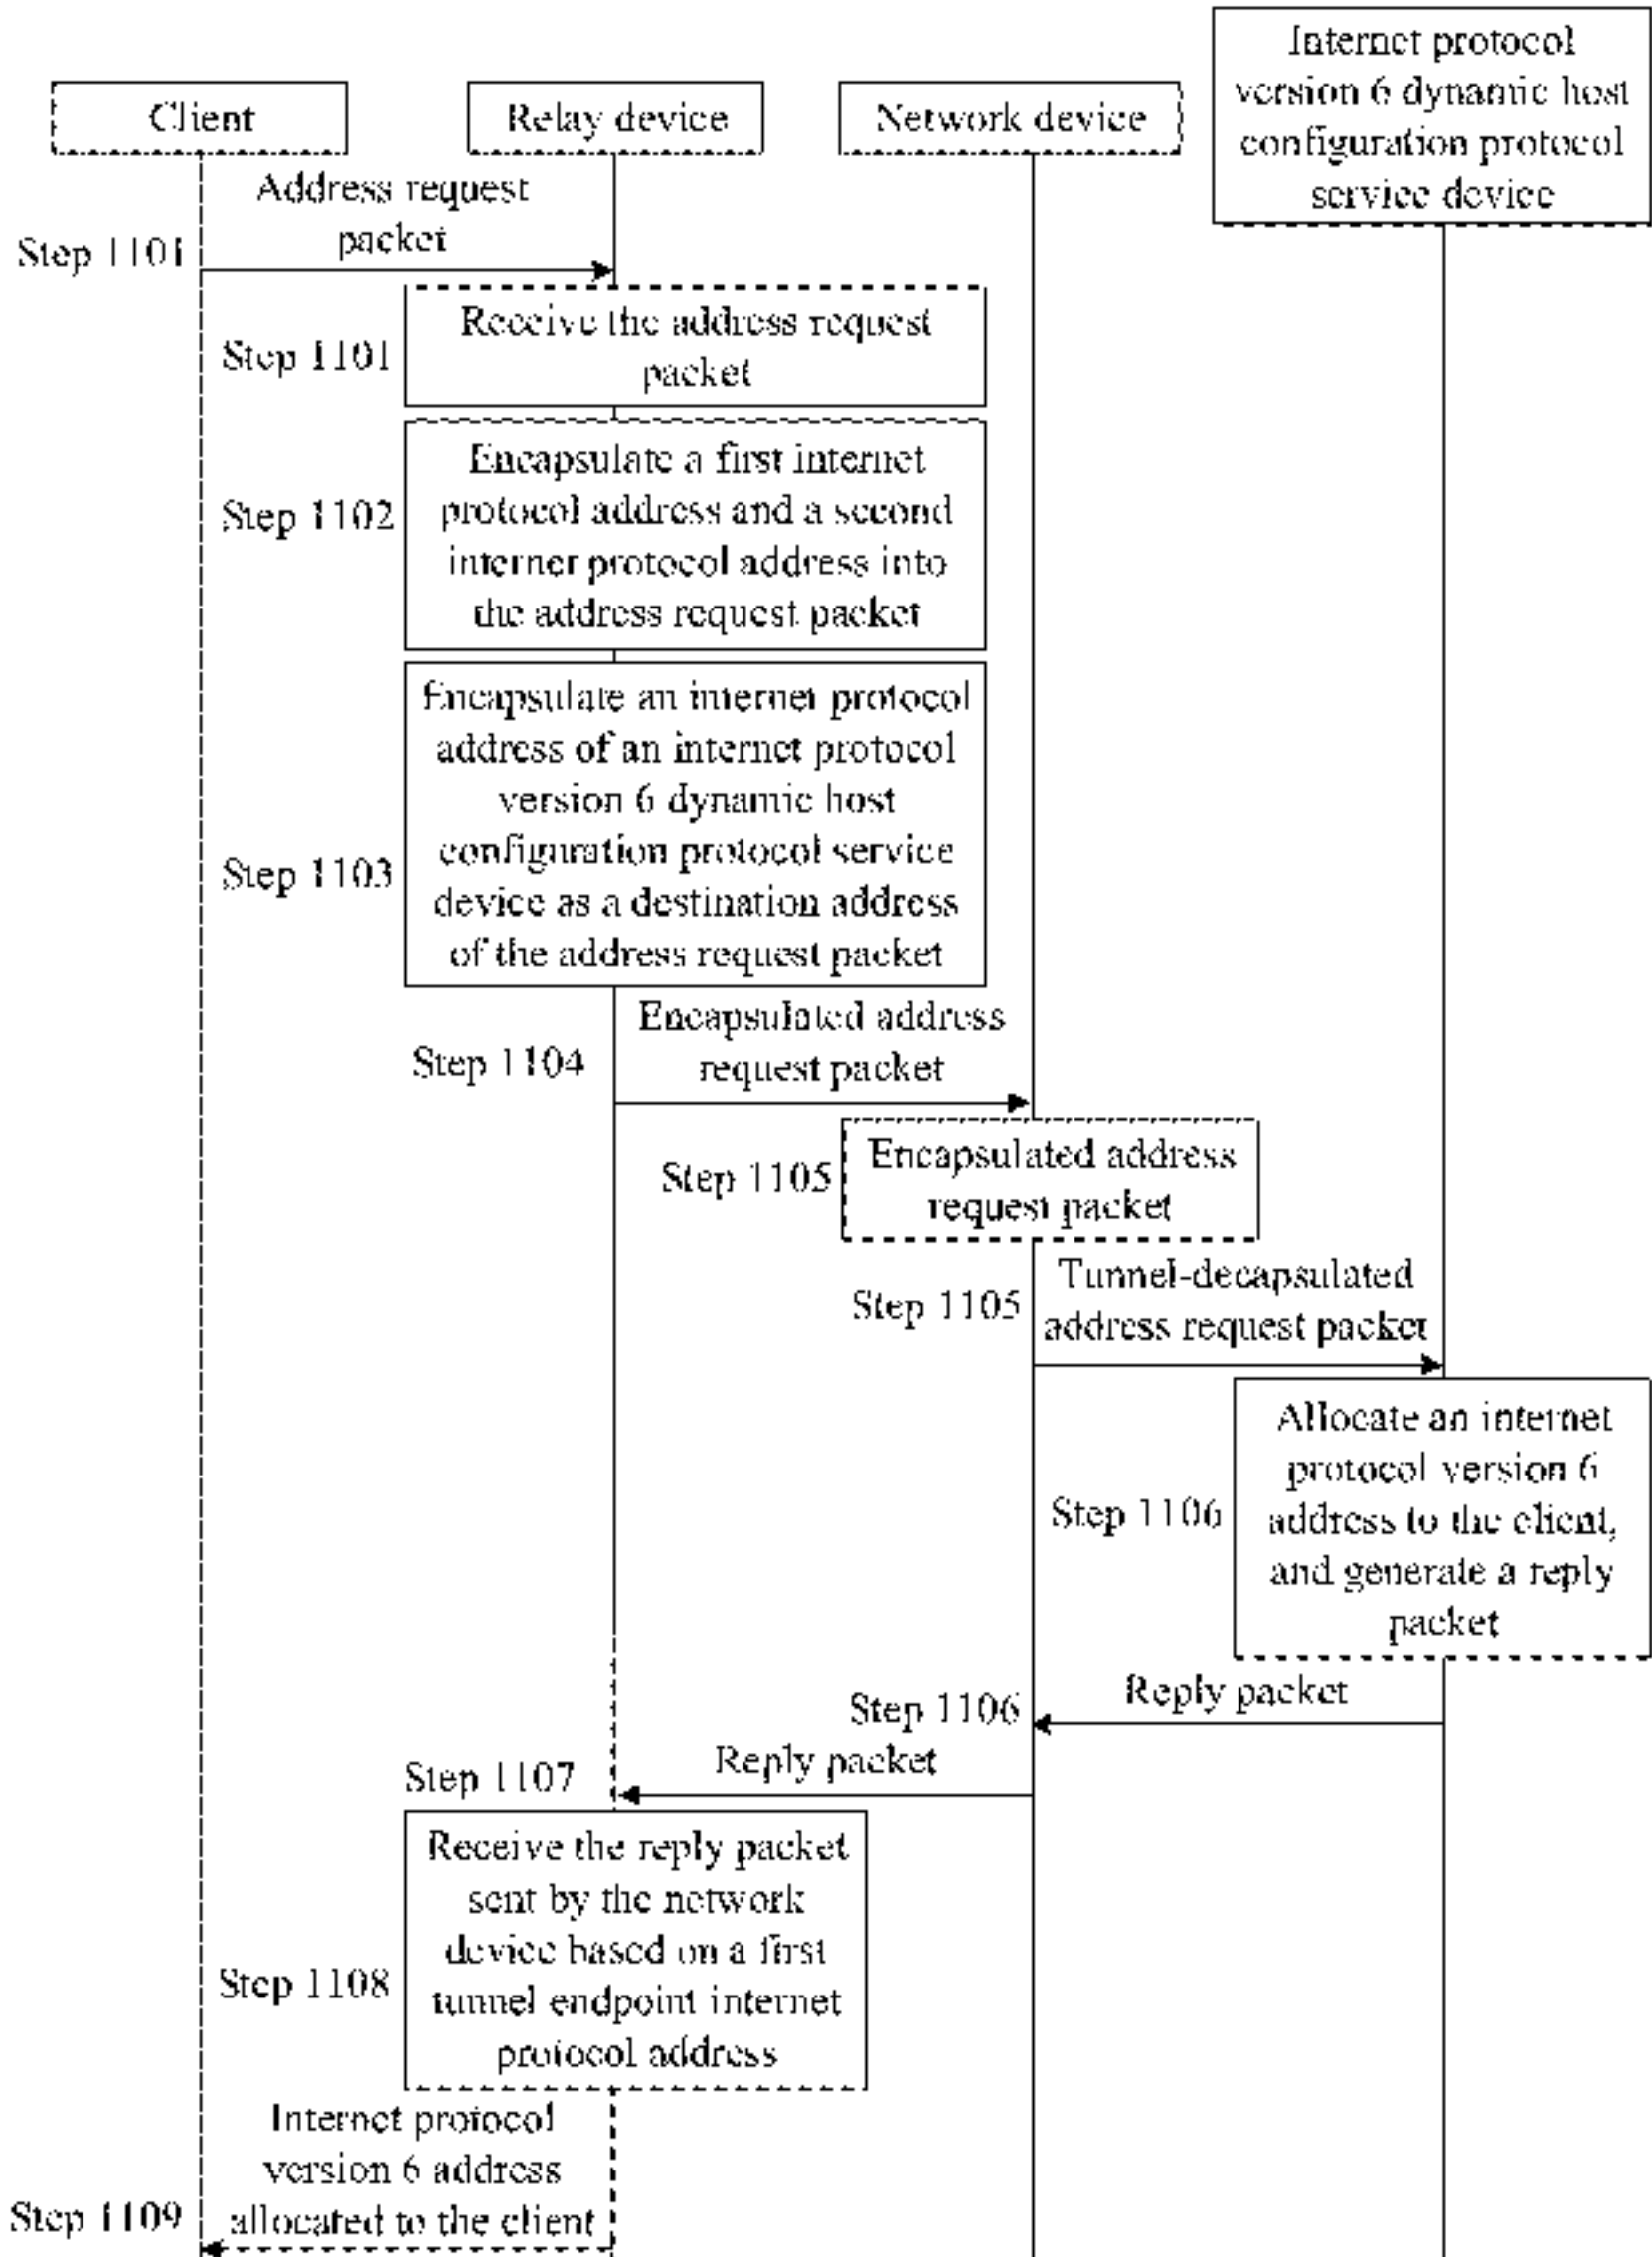 Internet protocol
version 6 dynamic host
configuration protocol
service device
Client
Relay device
Network device
Address request
packet
Step 1101
Receive the address request
packet
Step 1101
Encapsulate a first internet
protocol address and a second
internet protocol address into
the address request packet
Step 1102
Encapsulate an internet protocol
address of an internet protocol
version 6 dynamic host
configuration protocol service
device as a destination address
of the address request packet
Step 1103
Encapsulated address
request packet
Step 1104
Encapsulated address
request packet
Step 1105
Tunnel-decapsulated
address request packet
Step 1105
Allocate an internet
protocol version 6
address to the client,
and generate a reply
packet
Step 1106
Reply packet
Step 1106
Reply packet
Step 1107
Receive the reply packet
sent by the network
device based on a first
tunnel endpoint internet
protocol address
Step 1108
Internet protocol
version 6 address
allocated to the client
Step 1109